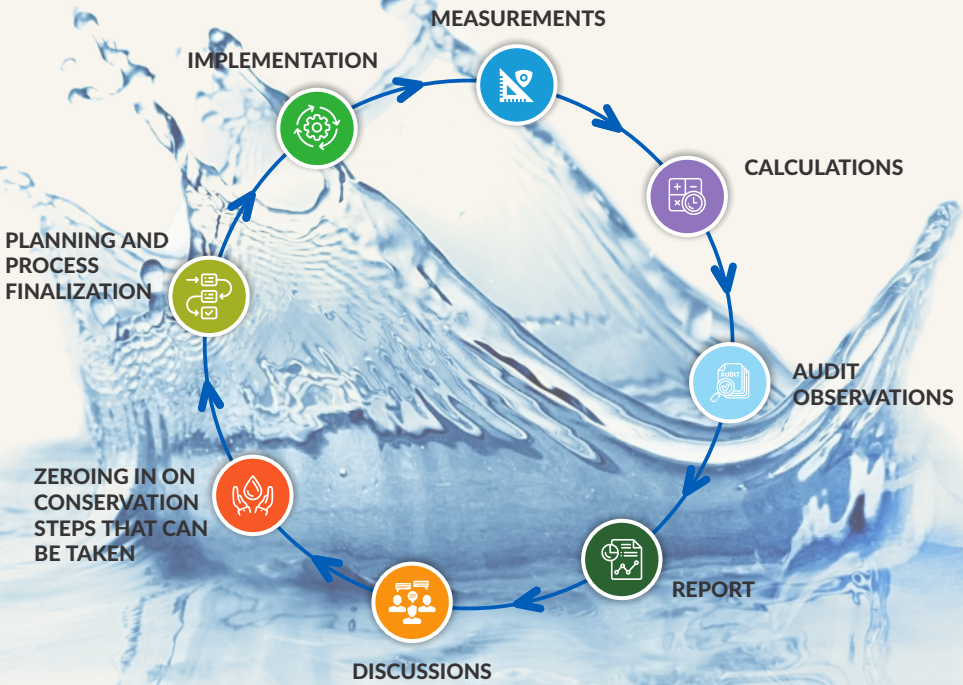 MEASUREMENTS
IMPLEMENTATION
CALCULATIONS
PLANNING AND
PROCESS
FINALIZATION
AUDIT
AUDIT
OBSERVATIONS
ZEROING IN ON
CONSERVATION
STEPS THAT CAN
BE TAKEN
REPORT
DISCUSSIONS